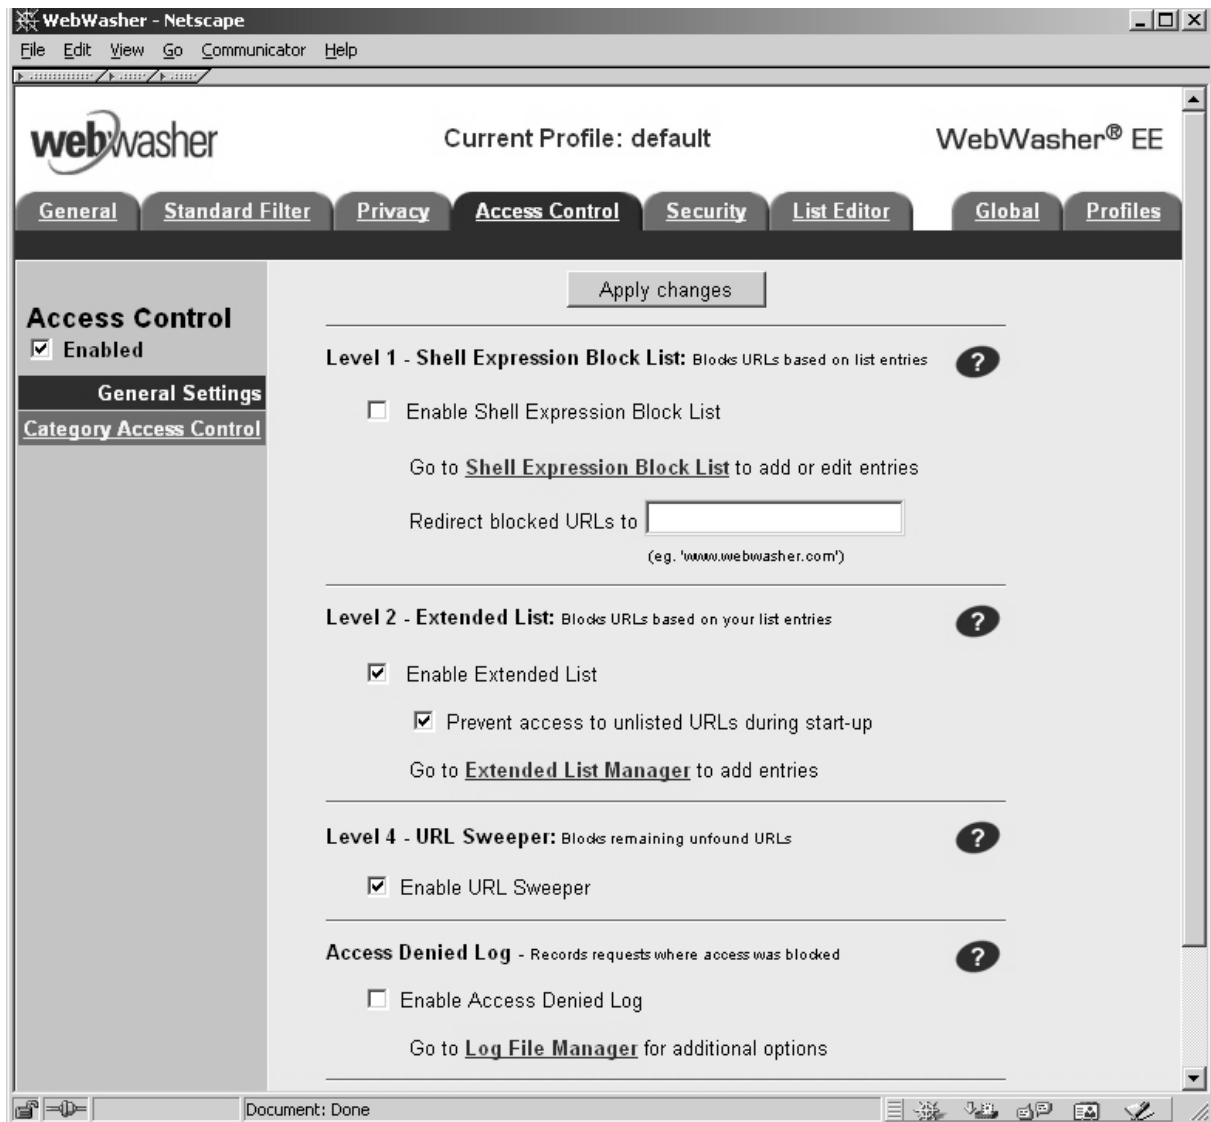 WebWasher - Netscape
File Edit View Go Communicator Help
webwasher
Current Profile: default
WebWasher® EE
General Standard Filter Privacy Access Control Security List Editor Global Profiles
Apply changes
Access Control
Enabled
General Settings
Category Access Control
Level 1 - Shell Expression Block List: Blocks URLs based on list entries ?
Enable Shell Expression Block List
Go to Shell Expression Block List to add or edit entries
Redirect blocked URLs to
(eg. 'www.webwasher.com')
Level 2 - Extended List: Blocks URLs based on your list entries ?
Enable Extended List
Prevent access to unlisted URLs during start-up
Go to Extended List Manager to add entries
Level 4 - URL Sweeper: Blocks remaining unfound URLs ?
Enable URL Sweeper
Access Denied Log - Records requests where access was blocked ?
Enable Access Denied Log
Go to Log File Manager for additional options
Document: Done